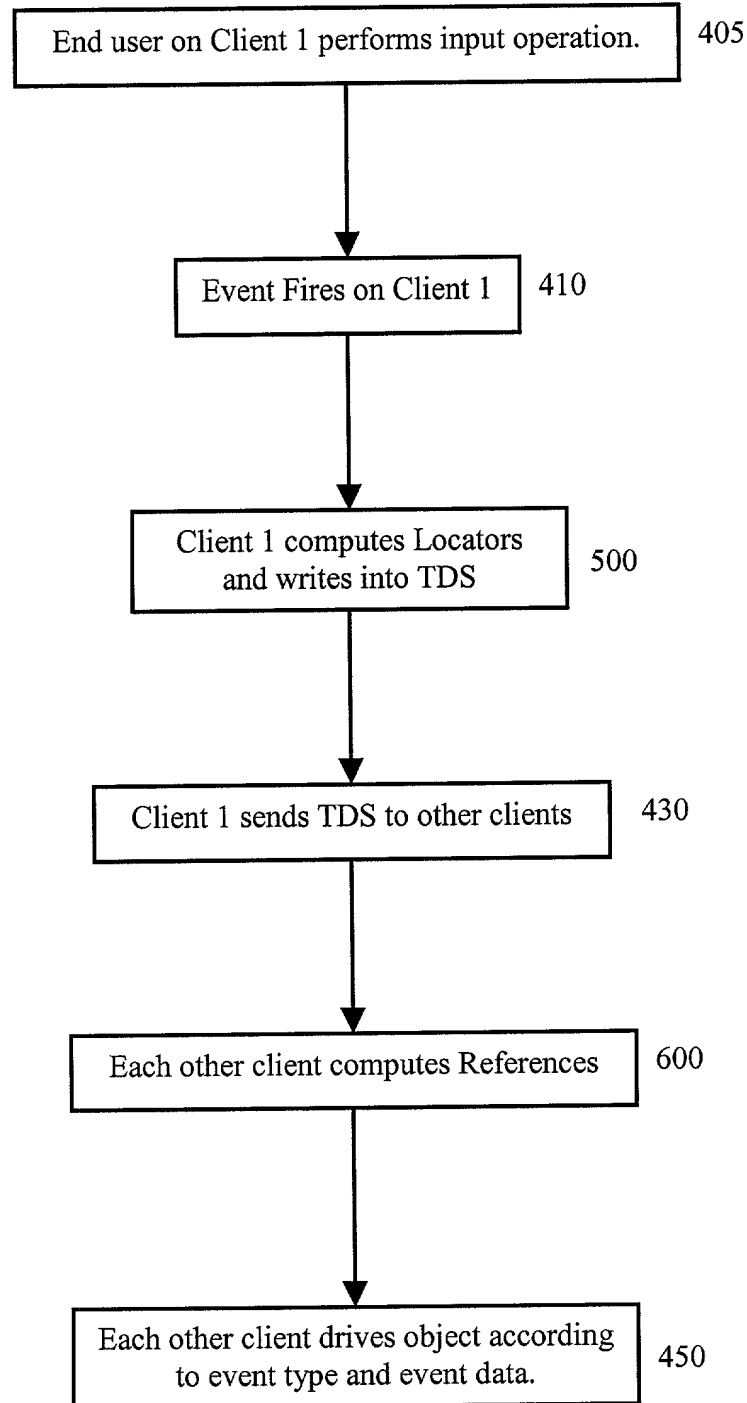 End user on Client 1 performs input operation. 405
Event Fires on Client 1 410
Client 1 computes Locators
and writes into TDS 500
Client 1 sends TDS to other clients 430
Each other client computes References 600
Each other client drives object according
to event type and event data. 450